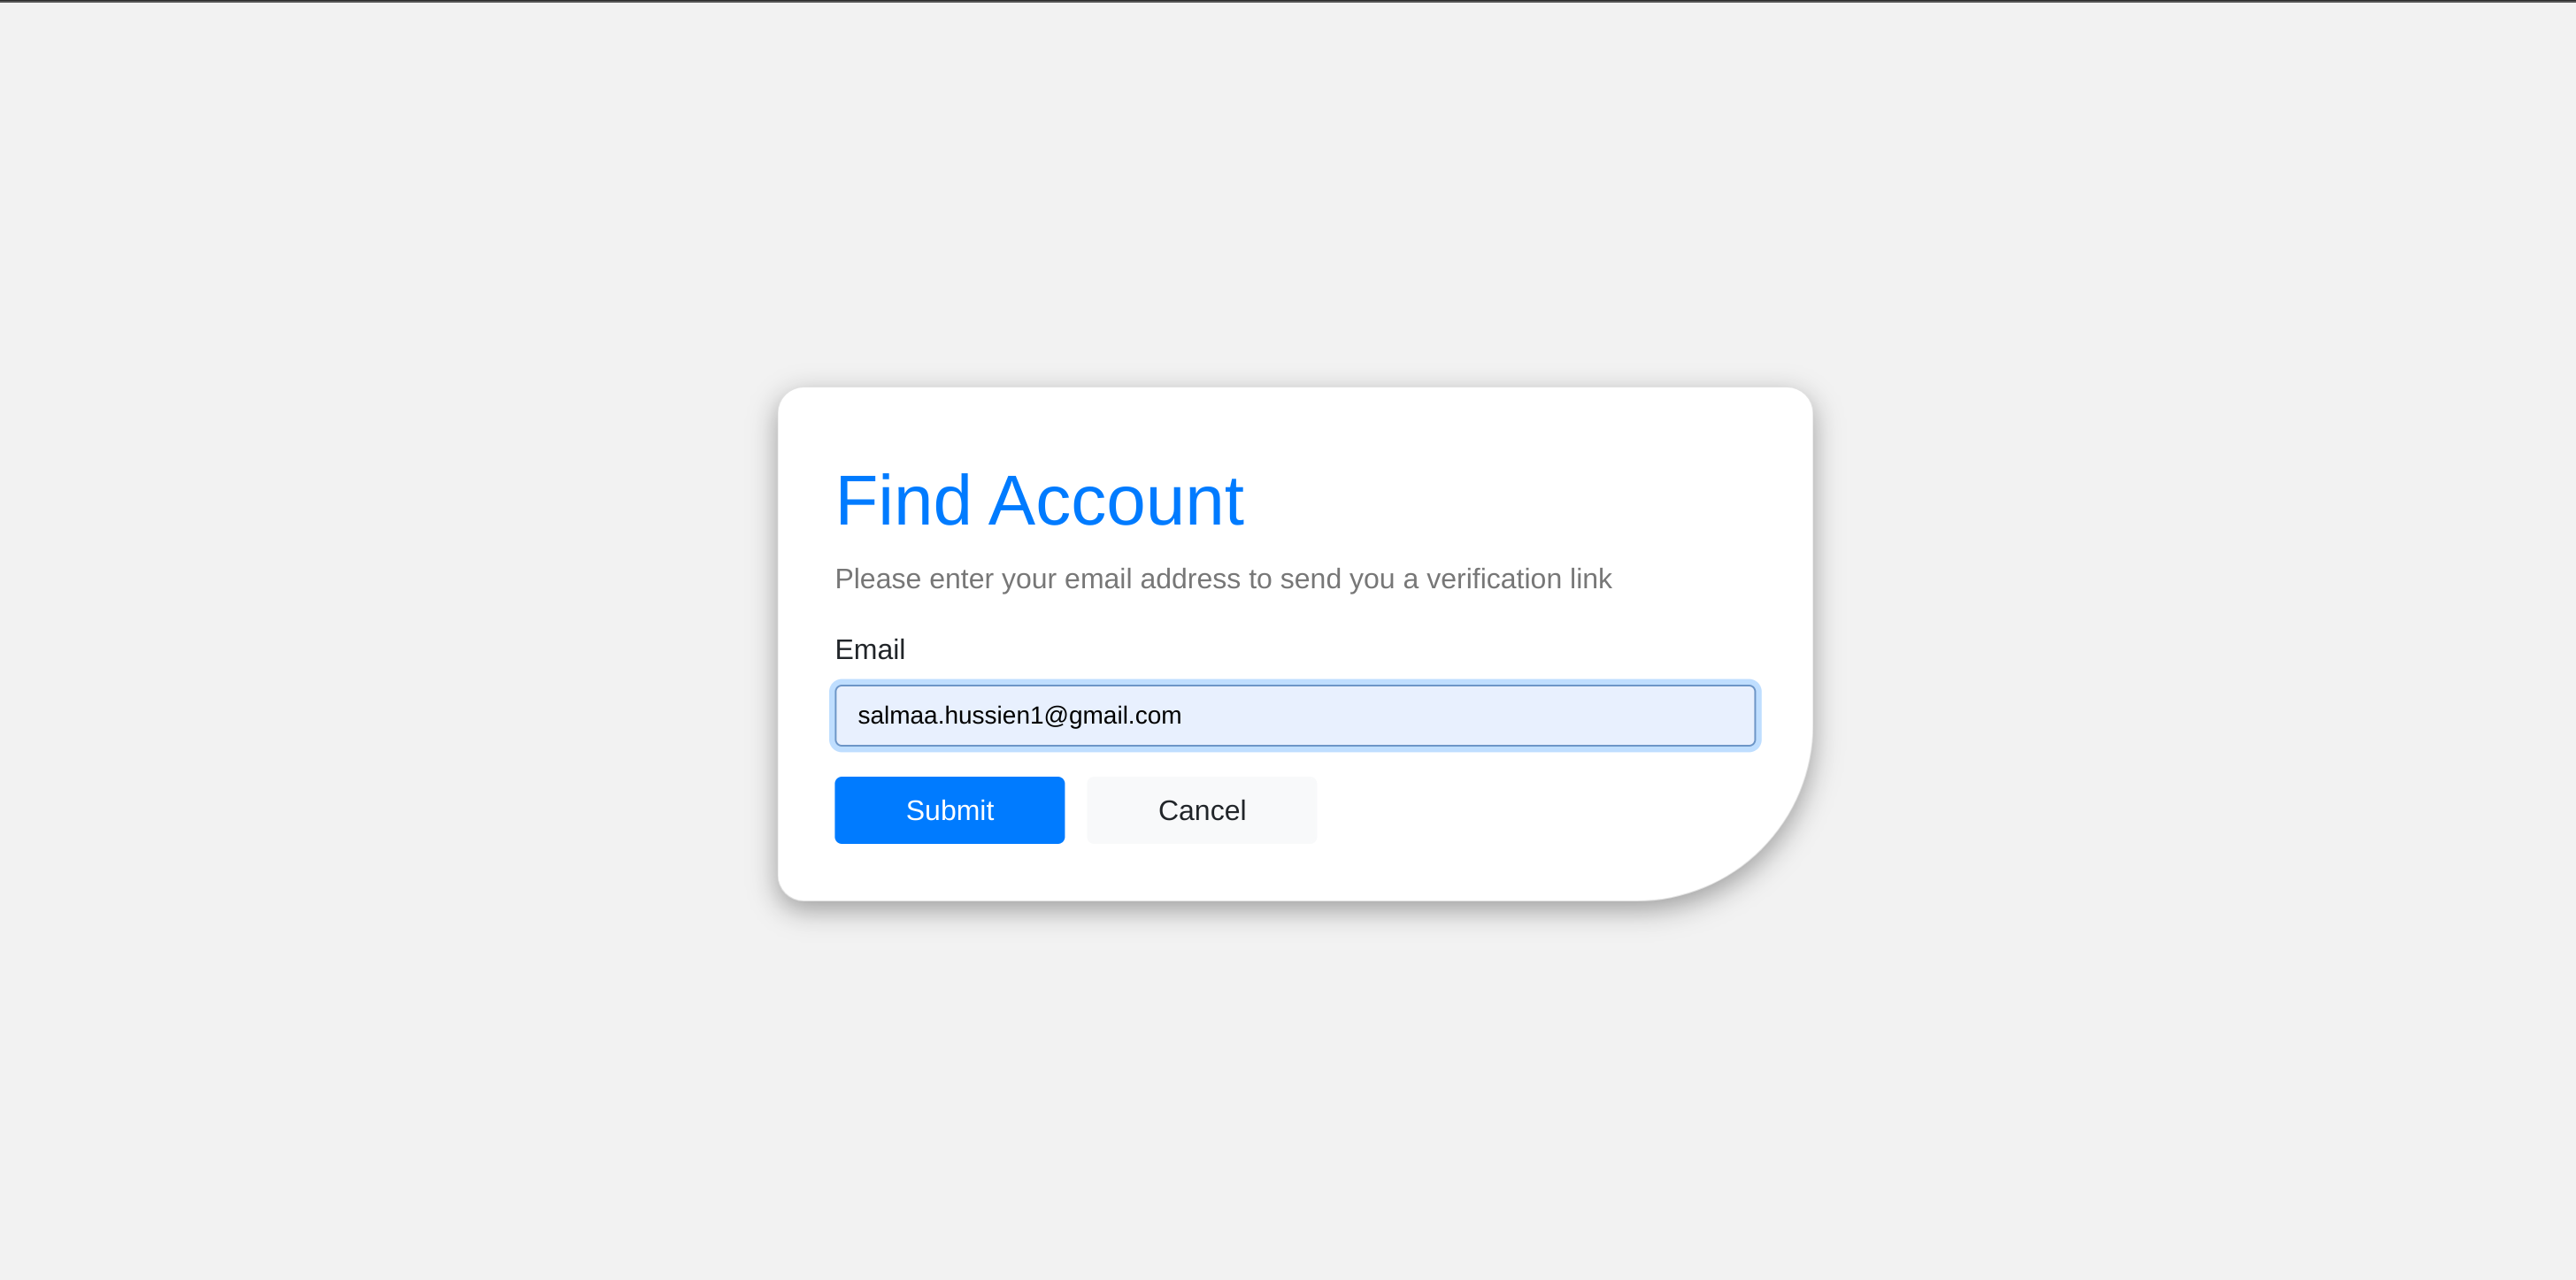 Find Account
Please enter your email address to send you a verification link
Email
salmaa.hussien1@gmail.com
Submit
Cancel